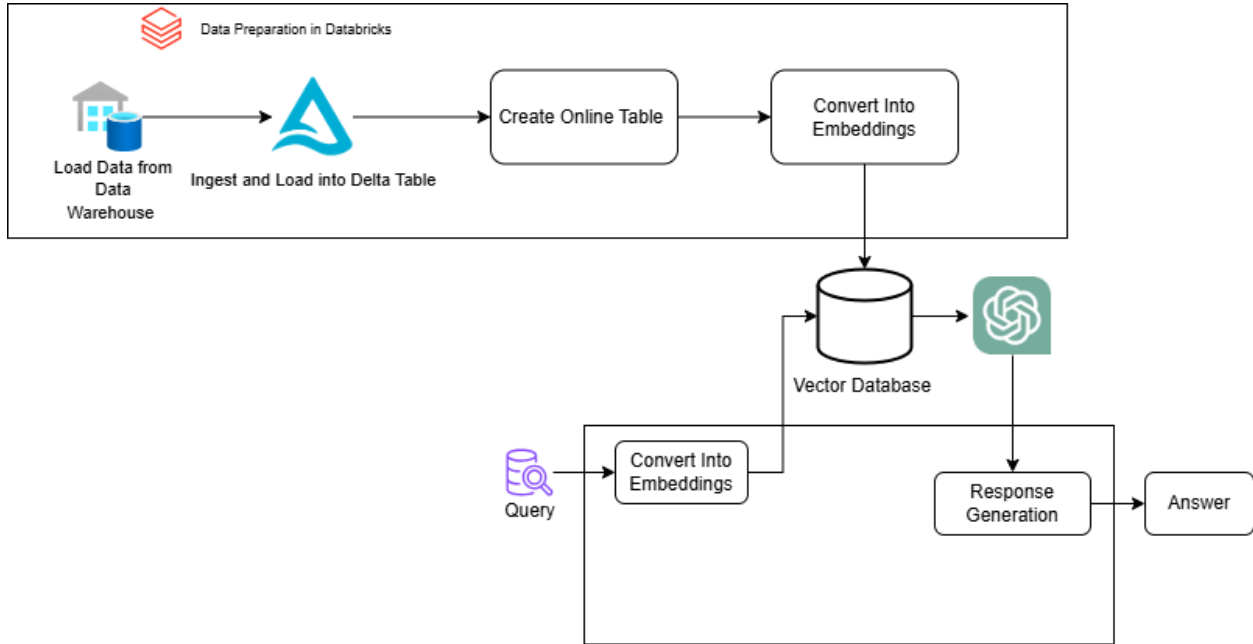 Data Preparation in Databricks
Load Data from
Data
Warehouse
Ingest and Load into Delta Table
Create Online Table
Convert Into
Embeddings
Vector Database
Query
Convert Into
Embeddings
Response
Generation
Answer